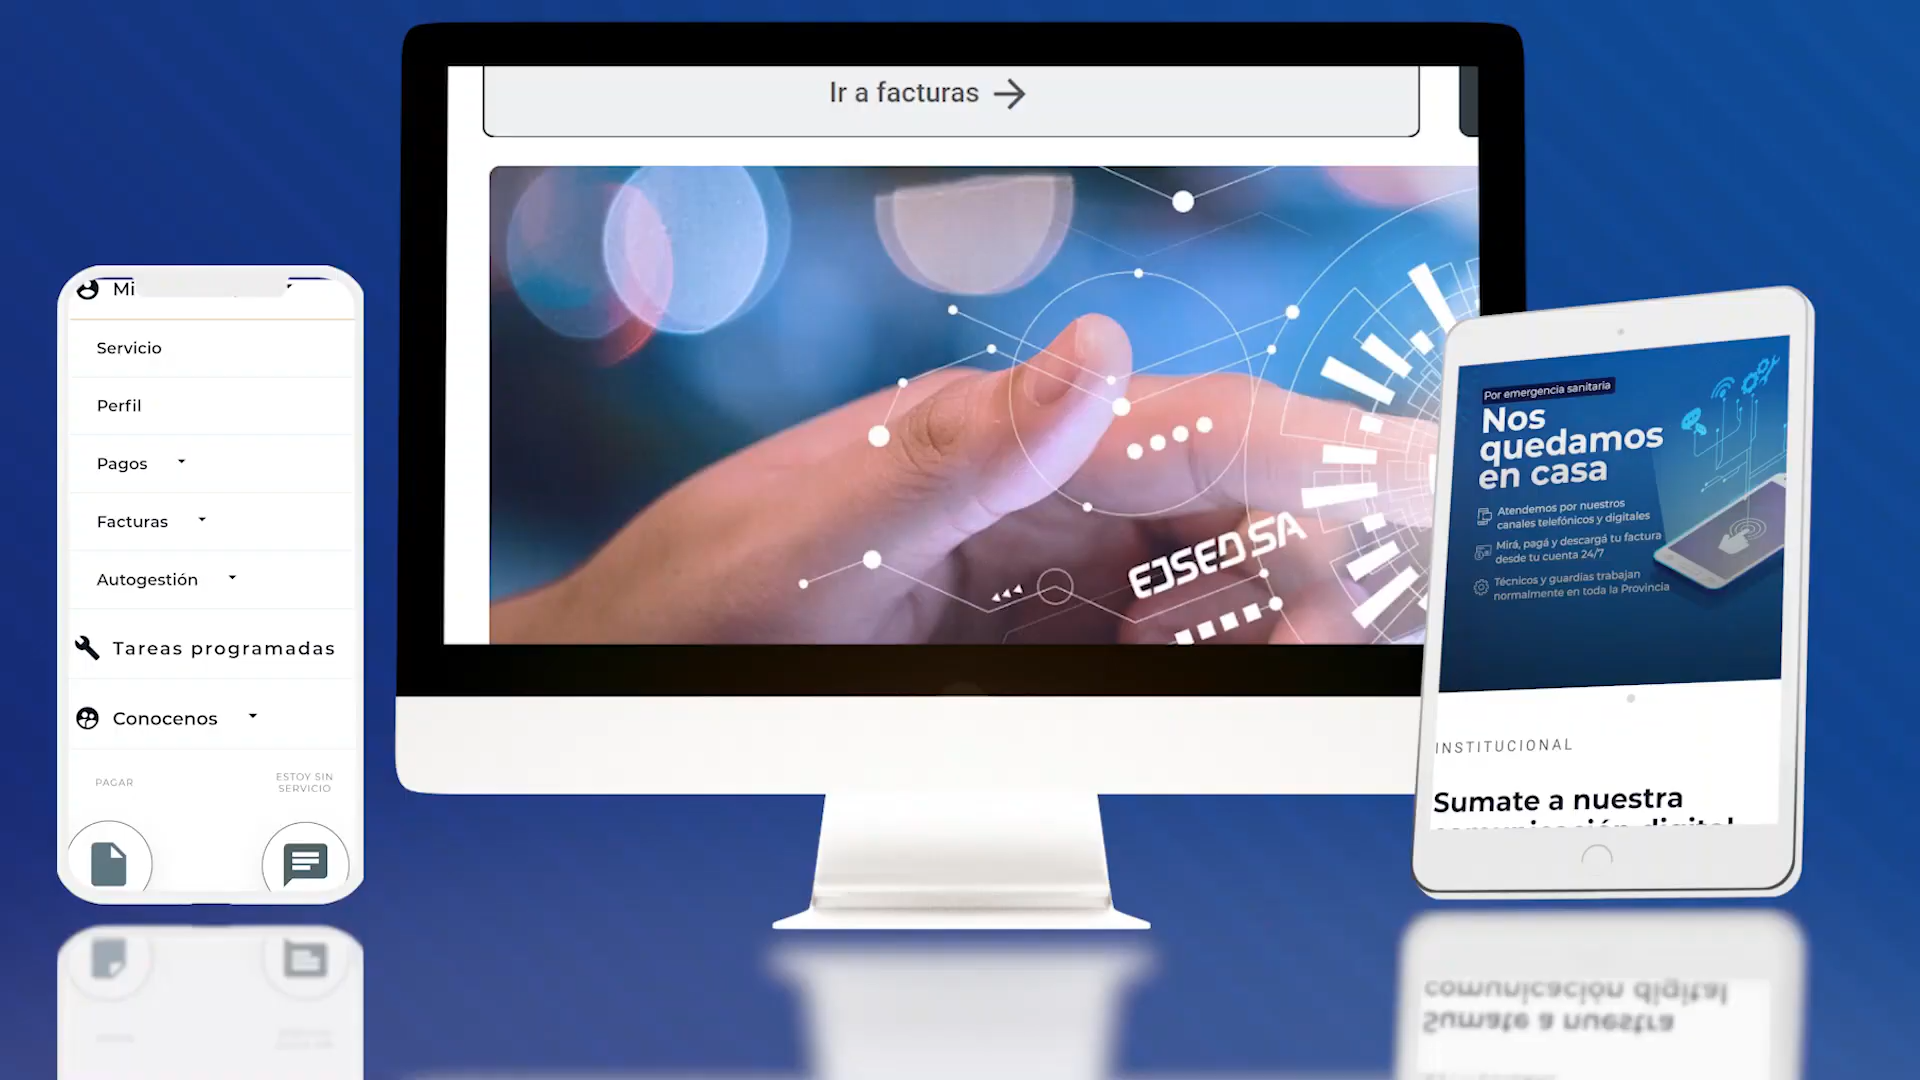 Mi
Servicio
Perfil
Pagos
Facturas
Autogestión
Tareas programadas
Conocenos
PAGAR
ESTOY SIN
SERVICIO
Ir a facturas
EJSED SA
Por emergencia sanitaria
Nos
quedamos
en casa
Atendemos por nuestros
canales telefónicos y digitales
Mirá, pagá y descargá tu factura
desde tu cuenta 24/7
Técnicos y guardias trabajan
normalmente en toda la Provincia
INSTITUCIONAL
Sumate a nuestra
comunicación digital